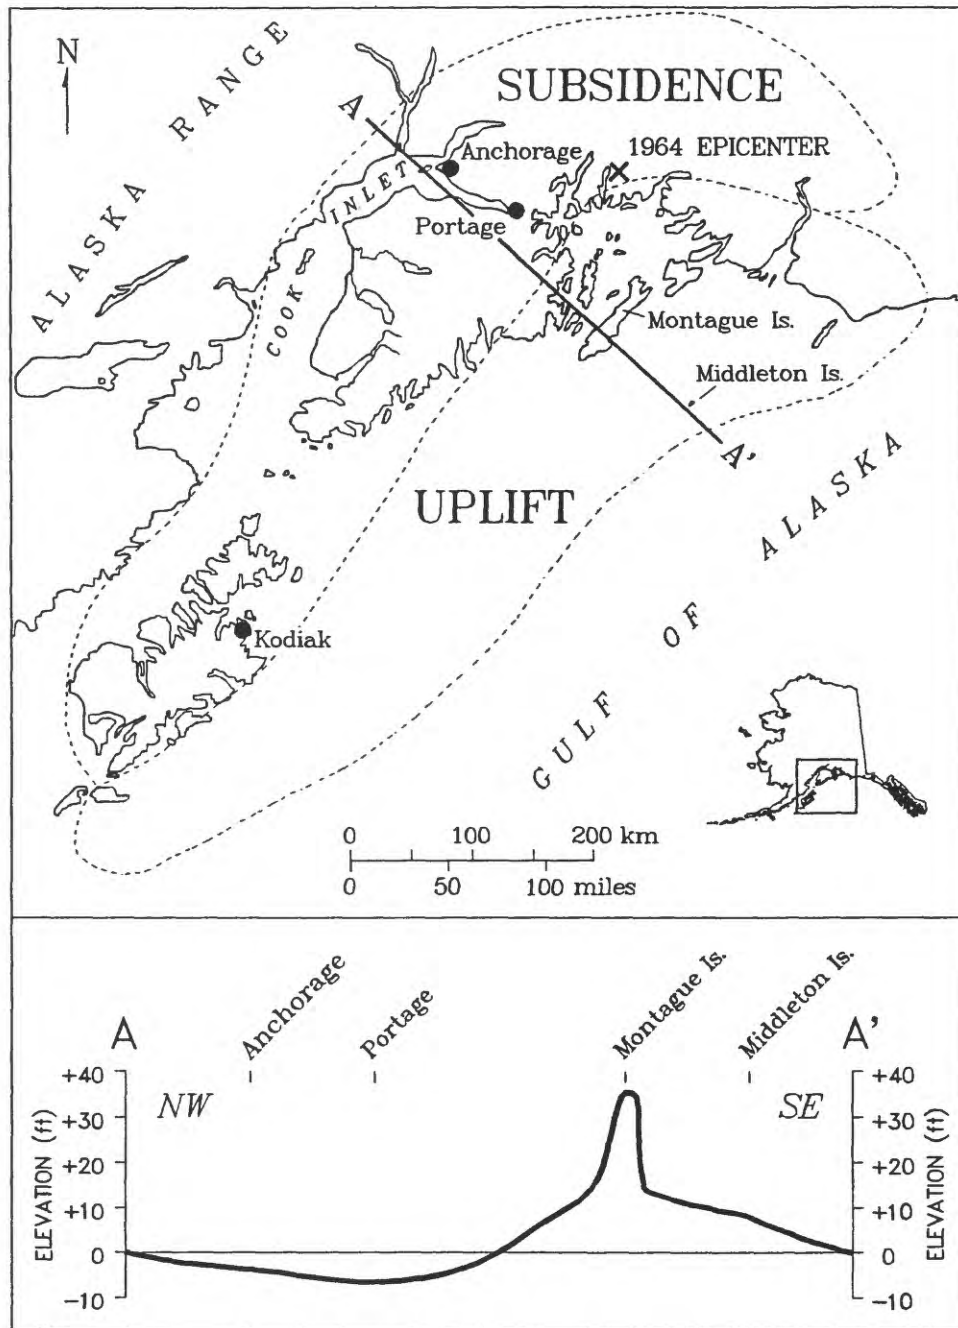 N
ALASKA RANGE
SUBSIDENCE
A
Anchorage
1964 EPICENTER
COOK INLET
Portage
Montague Is.
Middleton Is.
A'
UPLIFT
GULF OF ALASKA
Kodiak
0 100 200 km
0 50 100 miles
Anchorage
Portage
Montague Is.
Middleton Is.
A
A'
NW
SE
ELEVATION (ft)
+40
+30
+20
+10
0
-10
+40
+30
+20
+10
0
-10
ELEVATION (ft)